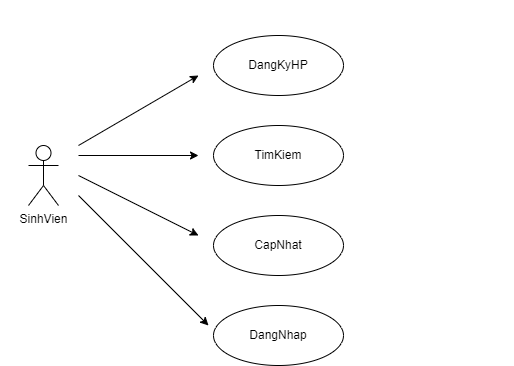 DangKyHP
TimKiem
SinhVien
CapNhat
DangNhap